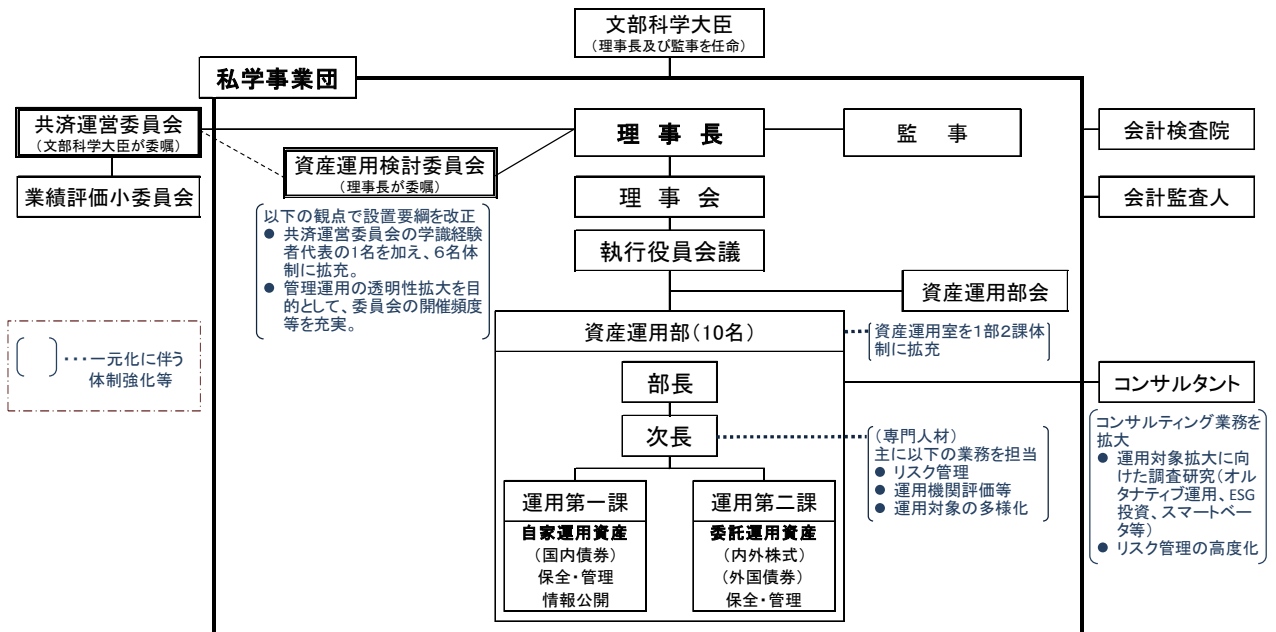 文部科学大臣
（理事長及び監事を任命）
私学事業団
共済運営委員会
（文部科学大臣が委嘱）
業績評価小委員会
資産運用検討委員会
（理事長が委嘱）
理　事　長
監　　事
会計検査院
会計監査人
理　事　会
執行役員会議
資産運用部会
以下の観点で設置要綱を改正
● 共済運営委員会の学識経験
者代表の1名を加え、６名体
制に拡充。
● 管理運用の透明性拡大を目
的として、委員会の開催頻度
等を充実。
・・・一元化に伴う
体制強化等
資産運用部（10名）
資産運用室を1部2課体
制に拡充
部長
次長
（専門人材）
主に以下の業務を担当
● リスク管理
● 運用機関評価等
● 運用対象の多様化
コンサルタント
コンサルティング業務を
拡大
● 運用対象拡大に向
けた調査研究（オル
タナティブ運用、ESG
投資、スマートベー
タ等）
● リスク管理の高度化
運用第一課
自家運用資産
（国内債券）
保全・管理
情報公開
運用第二課
委託運用資産
（内外株式）
（外国債券）
保全・管理